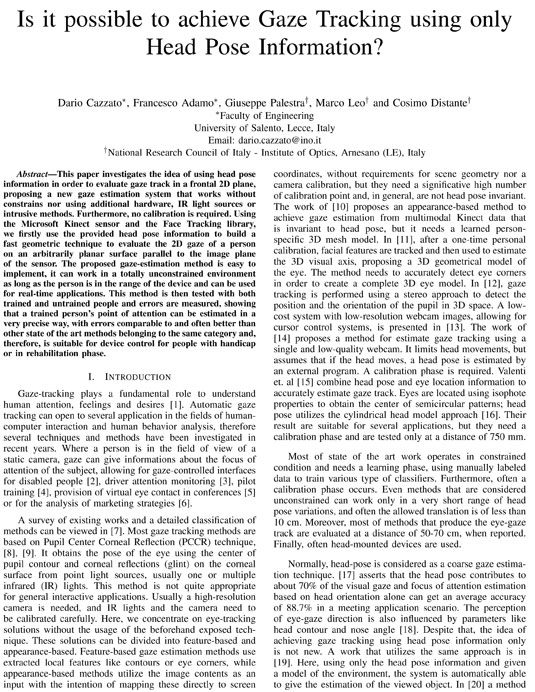 Is it possible to achieve Gaze Tracking using only
Head Pose Information?
Dario Cazzato*, Francesco Adamo*, Giuseppe Palestra†, Marco Leo† and Cosimo Distante†
*Faculty of Engineering
University of Salento, Lecce, Italy
Email: dario.cazzato@ino.it
†National Research Council of Italy - Institute of Optics, Arnesano (LE), Italy
Abstract—This paper investigates the idea of using head pose
information in order to evaluate gaze track in a frontal 2D plane,
proposing a new gaze estimation system that works without
constrains nor using additional hardware, IR light sources or
intrusive methods. Furthermore, no calibration is required. Using
the Microsoft Kinect sensor and the Face Tracking Library,
we firstly use the provided head pose information to build a
fast geometric technique to evaluate the 2D gaze of a person
on an arbitrarily planar surface parallel to the image plane
of the sensor. The proposed gaze-estimation method is easy to
implement, it can work in a totally unconstrained environment
as long as the person is in the range of the device and can be used
for real-time applications. This method is then tested with both
trained and untrained people and errors are measured, showing
that a trained person's point of attention can be estimated in a
very precise way, with errors comparable to and often better than
other state of the art methods belonging to the same category and,
therefore, is suitable for device control for people with handicap
or in rehabilitation phase.
I. INTRODUCTION
Gaze-tracking plays a fundamental role to understand
human attention, feelings and desires [1]. Automatic gaze
tracking can open to several application in the fields of human-
computer interaction and human behavior analysis, therefore
several techniques and methods have been investigated in
recent years. Where a person is in the field of view of a
static camera, gaze can give informations about the focus of
attention of the subject, allowing for gaze-controlled interfaces
for disabled people [2], driver attention monitoring [3], pilot
training [4], provision of virtual eye contact in conferences [5]
or for the analysis of marketing strategies [6].
A survey of existing works and a detailed classification of
methods can be viewed in [7]. Most gaze tracking methods are
based on Pupil Center Corneal Reflection (PCCR) technique,
[8], [9]. It obtains the pose of the eye using the center of
pupil contour and corneal reflections (glint) on the corneal
surface from point light sources, usually one or multiple
infrared (IR) lights. This method is not quite appropriate
for general interactive applications. Usually a high-resolution
camera is needed, and IR lights and the camera need to
be calibrated carefully. Here, we concentrate on eye-tracking
solutions without the usage of the beforehand exposed tech-
nique. These solutions can be divided into feature-based and
appearance-based. Feature-based gaze estimation methods use
extracted local features like contours or eye corners, while
appearance-based methods utilize the image contents as an
input with the intention of mapping these directly to screen
coordinates, without requirements for scene geometry nor a
camera calibration, but they need a significative high number
of calibration point and, in general, are not head pose invariant.
The work of [10] proposes an appearance-based method to
achieve gaze estimation from multimodal Kinect data that
is invariant to head pose, but it needs a learned person-
specific 3D mesh model. In [11], after a one-time personal
calibration, facial features are tracked and then used to estimate
the 3D visual axis, proposing a 3D geometrical model of
the eye. The method needs to accurately detect eye corners
in order to create a complete 3D eye model. In [12], gaze
tracking is performed using a stereo approach to detect the
position and the orientation of the pupil in 3D space. A low-
cost system with low-resolution webcam images, allowing for
cursor control systems, is presented in [13]. The work of
[14] proposes a method for estimate gaze tracking using a
single and low-quality webcam. It limits head movements, but
assumes that if the head moves, a head pose is estimated by
an external program. A calibration phase is required. Valenti
et. al [15] combine head pose and eye location information to
accurately estimate gaze track. Eyes are located using isophote
properties to obtain the center of semicircular patterns; head
pose utilizes the cylindrical head model approach [16]. Their
result are suitable for several applications, but they need a
calibration phase and are tested only at a distance of 750 mm.
Most of state of the art work operates in constrained
condition and needs a learning phase, using manually labeled
data to train various type of classifiers. Furthermore, often a
calibration phase occurs. Even methods that are considered
unconstrained can work only in a very short range of head
pose variations, and often the allowed translation is of less than
10 cm. Moreover, most of methods that produce the eye-gaze
track are evaluated at a distance of 50-70 cm, when reported.
Finally, often head-mounted devices are used.
Normally, head-pose is considered as a coarse gaze estima-
tion technique. [17] asserts that the head pose contributes to
about 70% of the visual gaze and focus of attention estimation
based on head orientation alone can get an average accuracy
of 88.7% in a meeting application scenario. The perception
of eye-gaze direction is also influenced by parameters like
head contour and nose angle [18]. Despite that, the idea of
achieving gaze tracking using head pose information only
is not new. A work that utilizes the same approach is in
[19]. Here, using only the head pose information and given
a model of the environment, the system is automatically able
to give the estimation of the viewed object. In [20] a method